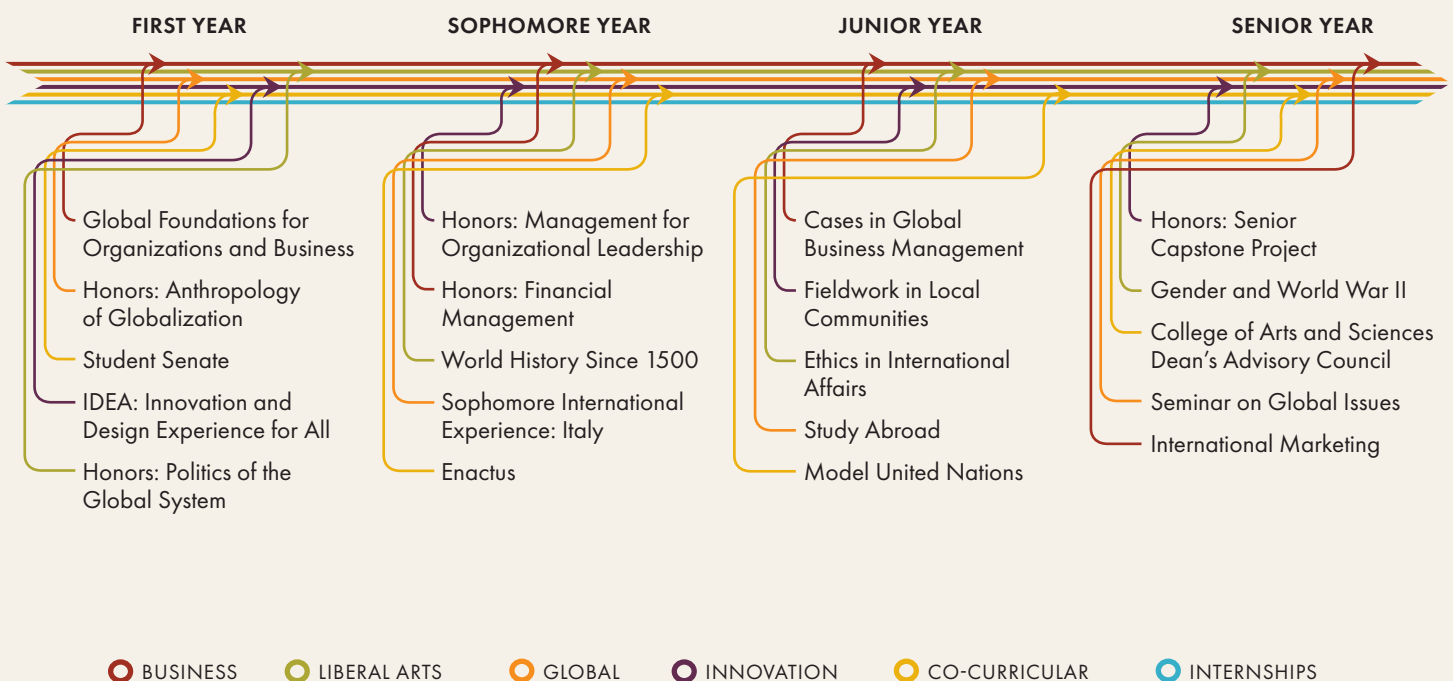 FIRST YEAR
SOPHOMORE YEAR
JUNIOR YEAR
SENIOR YEAR
Global Foundations for
Organizations and Business
Honors: Anthropology
of Globalization
Student Senate
IDEA: Innovation and
Design Experience for All
Honors: Politics of the
Global System
Honors: Management for
Organizational Leadership
Honors: Financial
Management
World History Since 1500
Sophomore International
Experience: Italy
Enactus
Cases in Global
Business Management
Fieldwork in Local
Communities
Ethics in International
Affairs
Study Abroad
Model United Nations
Honors: Senior
Capstone Project
Gender and World War II
College of Arts and Sciences
Dean’s Advisory Council
Seminar on Global Issues
International Marketing
BUSINESS
LIBERAL ARTS
GLOBAL
INNOVATION
CO-CURRICULAR
INTERNSHIPS